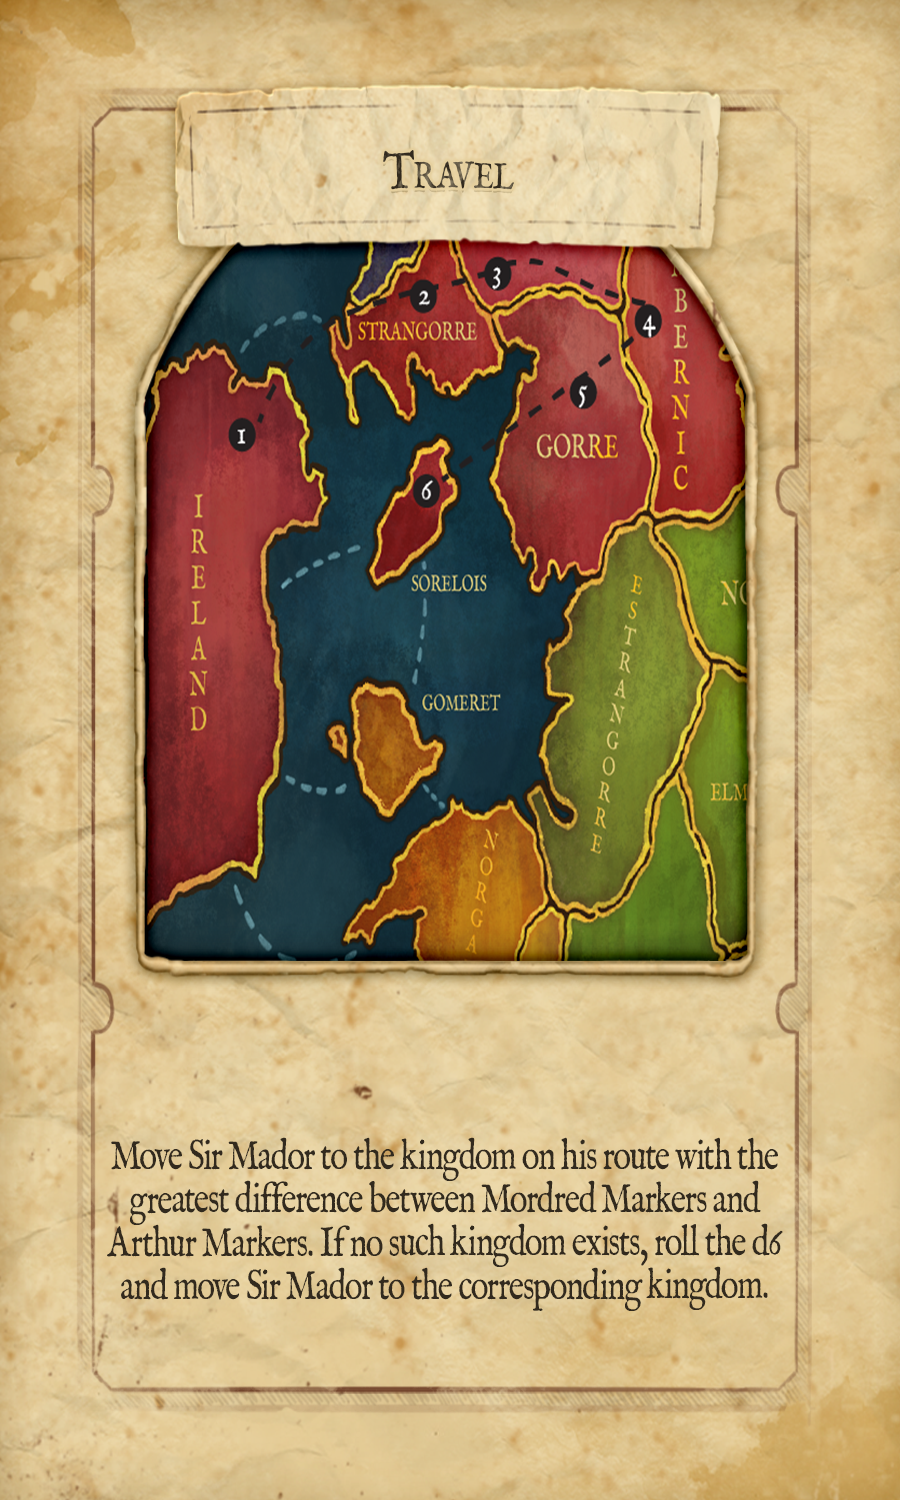 TRAVEL
1
2
3
4
5
6
STRANGORRE
BERNIC
GORRE
IRELAND
SORELOIS
ESTRANGORRE
NO
GOMERET
ELM
NORGA
Move Sir Mador to the kingdom on his route with the
greatest difference between Mordred Markers and
Arthur Markers. If no such kingdom exists, roll the d6
and move Sir Mador to the corresponding kingdom.